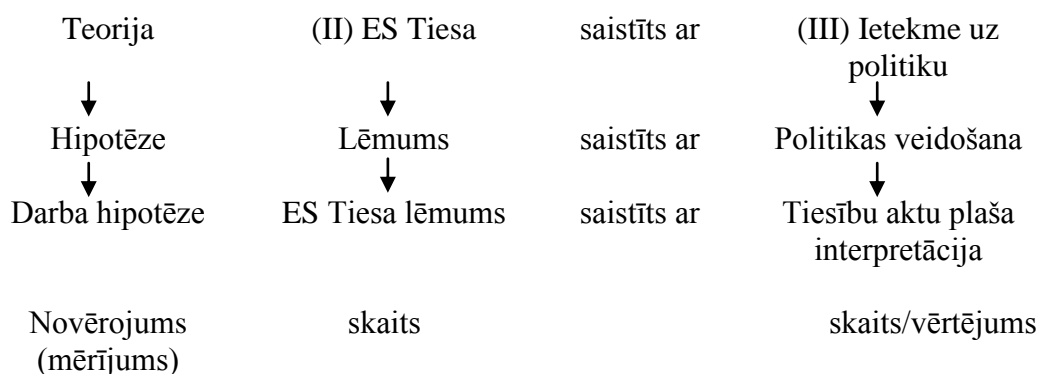 Teorija (II) ES Tiesa saistīts ar (III) Ietekme uz
politiku
Hipotēze Lēmums saistīts ar Politikas veidošana
Darba hipotēze ES Tiesa lēmums saistīts ar Tiesību aktu plaša
interpretācija
Novērojums skaits skaits/vērtējums
(mērījums)